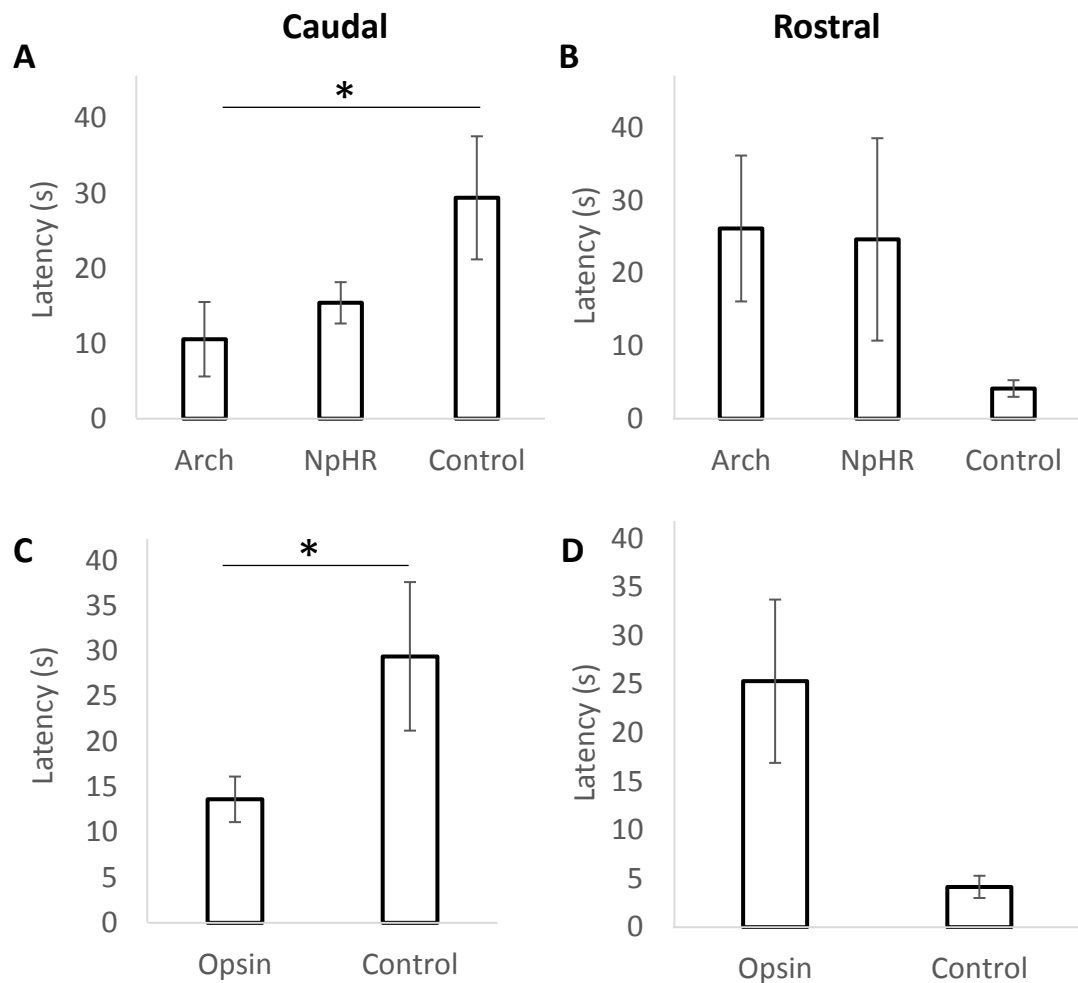 Caudal
Rostral
A
*
40
30
20
10
0
Latency (s)
Arch NpHR Control
B
40
30
20
10
0
Latency (s)
Arch NpHR Control
C
*
40
35
30
25
20
15
10
5
0
Latency (s)
Opsin Control
D
40
35
30
25
20
15
10
5
0
Latency (s)
Opsin Control